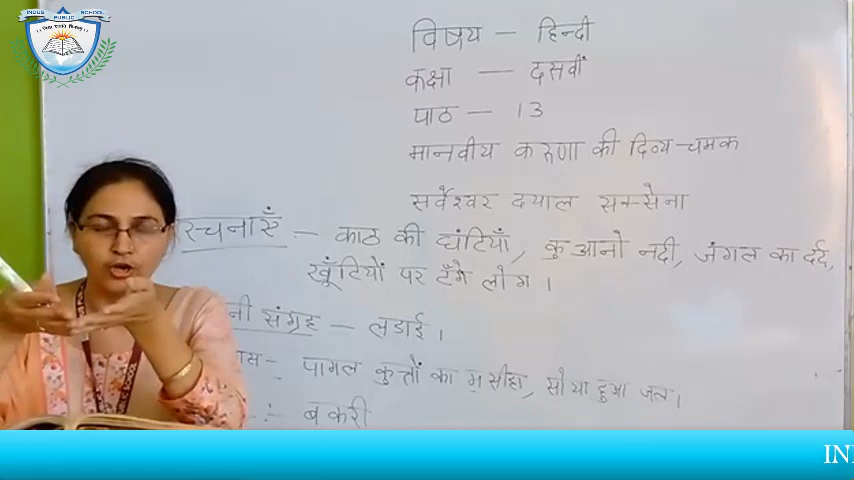 INDUS PUBLIC SCHOOL
विषय – हिन्दी
कक्षा — दसवीं
पाठ – 13
मानवीय करुणा की दिव्य-चमक
सर्वेश्वर दयाल सक्सेना
रचनाएँ :- काठ की घंटियाँ, कुआनो नदी, जंगल का दर्द,
खूँटियों पर टँगे लोग ।
नी संग्रह – लडाई ।
ास- पागल कुत्तों का मसीहा, सोया हुआ जल ।
:- बकरी